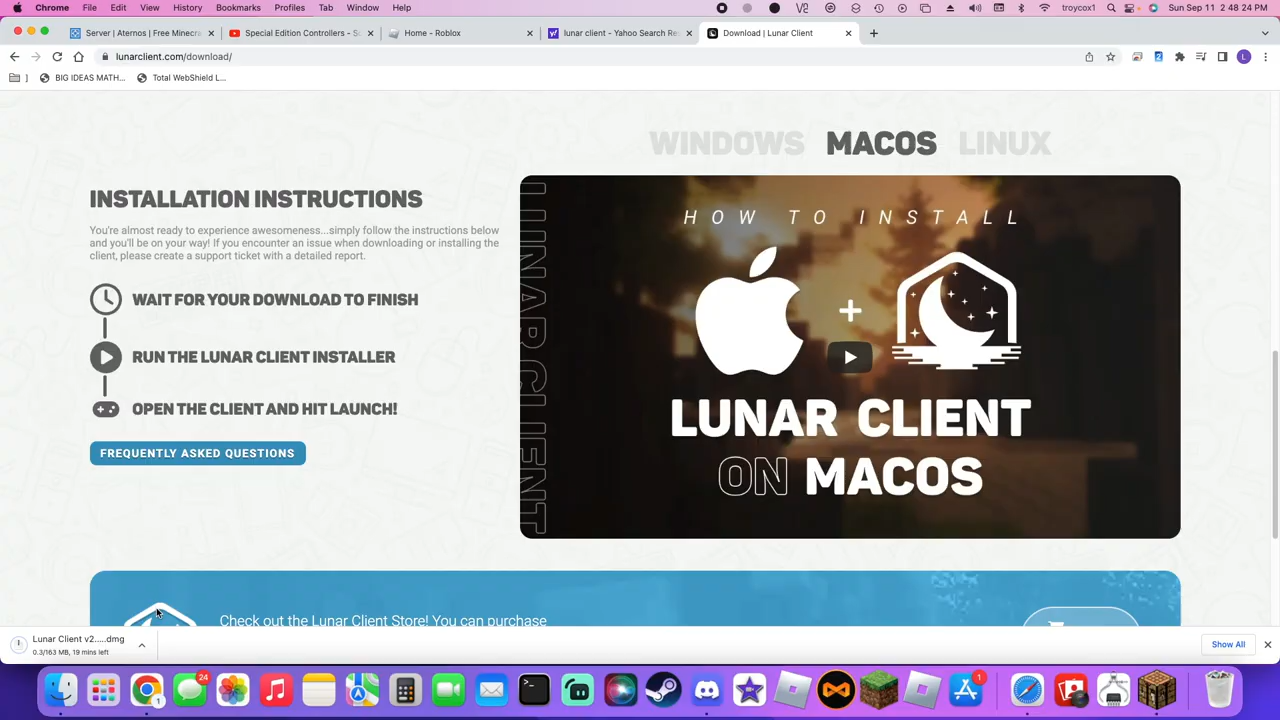 Chrome File Edit View History Bookmarks Profiles Tab Window Help troycox1 Sun Sep 11 2:48:24 PM
Server | Aternos | Free Minecra Special Edition Controllers - Sc Home - Roblox lunar client - Yahoo Search Res Download | Lunar Client
lunarclient.com/download/
] BIG IDEAS MATH... Total WebShield L...
WINDOWS MACOS LINUX
INSTALLATION INSTRUCTIONS
You're almost ready to experience awesomeness...simply follow the instructions below
and you'll be on your way! If you encounter an issue when downloading or installing the
client, please create a support ticket with a detailed report.
WAIT FOR YOUR DOWNLOAD TO FINISH
RUN THE LUNAR CLIENT INSTALLER
OPEN THE CLIENT AND HIT LAUNCH!
FREQUENTLY ASKED QUESTIONS
LUNAR CLIENT
HOW TO INSTALL
+
LUNAR CLIENT
ON MACOS
Check out the Lunar Client Store! You can purchase
Lunar Client v2.....dmg
0.3/163 MB, 19 mins left
Show All
24
1
1